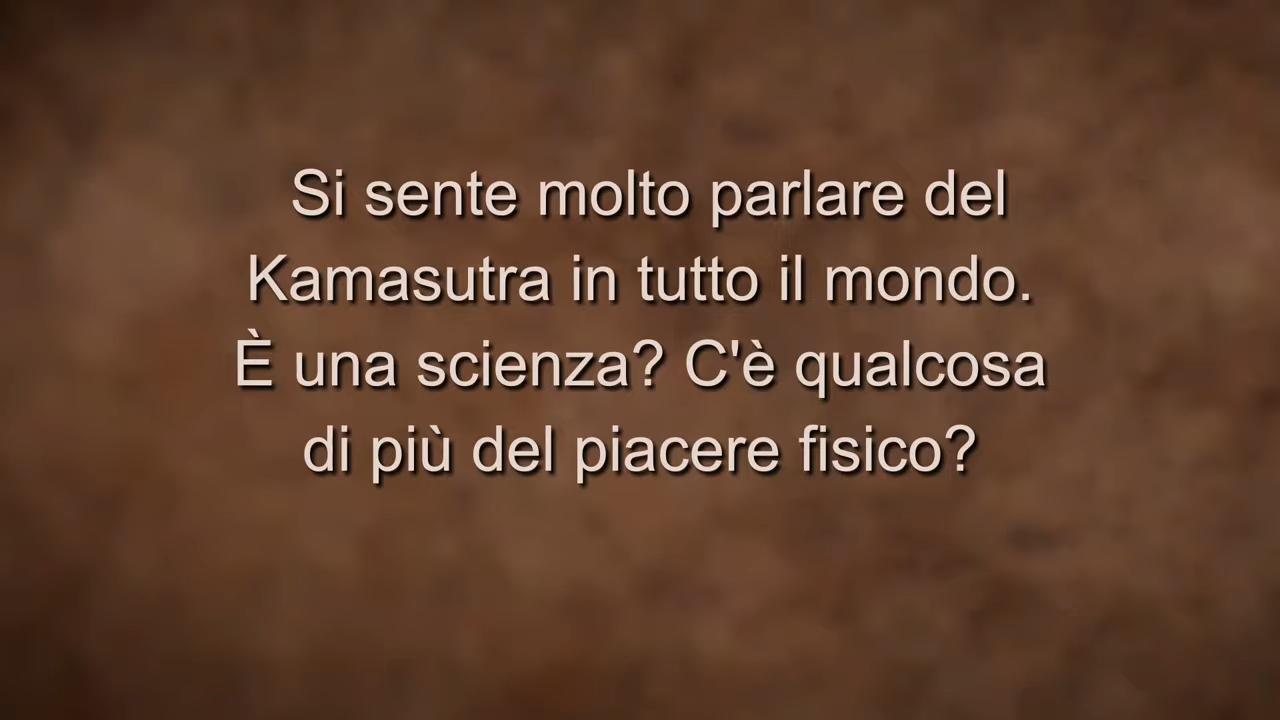 Si sente molto parlare del
Kamasutra in tutto il mondo.
È una scienza? C'è qualcosa
di più del piacere fisico?